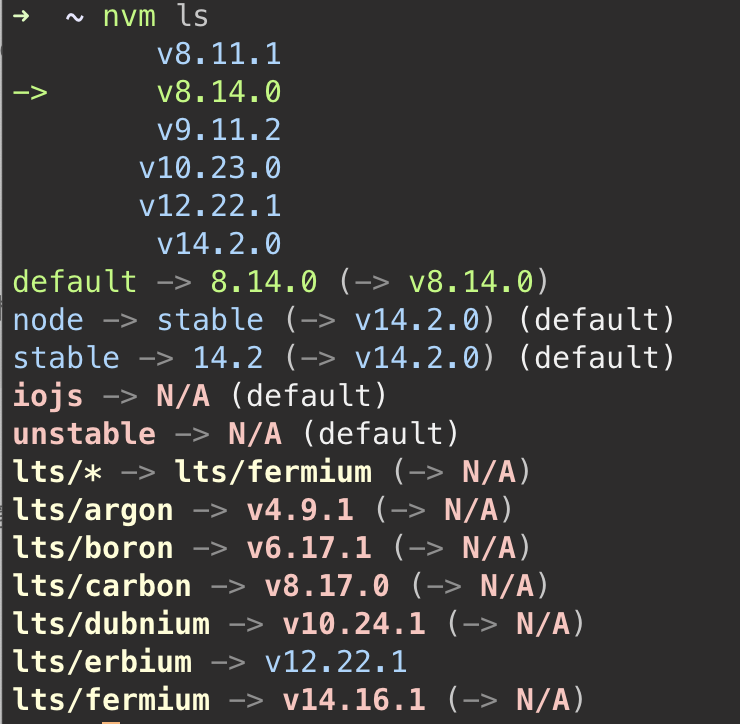 ➜  ~ nvm ls
        v8.11.1
->      v8.14.0
        v9.11.2
       v10.23.0
       v12.22.1
        v14.2.0
default -> 8.14.0 (-> v8.14.0)
node -> stable (-> v14.2.0) (default)
stable -> 14.2 (-> v14.2.0) (default)
iojs -> N/A (default)
unstable -> N/A (default)
lts/* -> lts/fermium (-> N/A)
lts/argon -> v4.9.1 (-> N/A)
lts/boron -> v6.17.1 (-> N/A)
lts/carbon -> v8.17.0 (-> N/A)
lts/dubnium -> v10.24.1 (-> N/A)
lts/erbium -> v12.22.1
lts/fermium -> v14.16.1 (-> N/A)